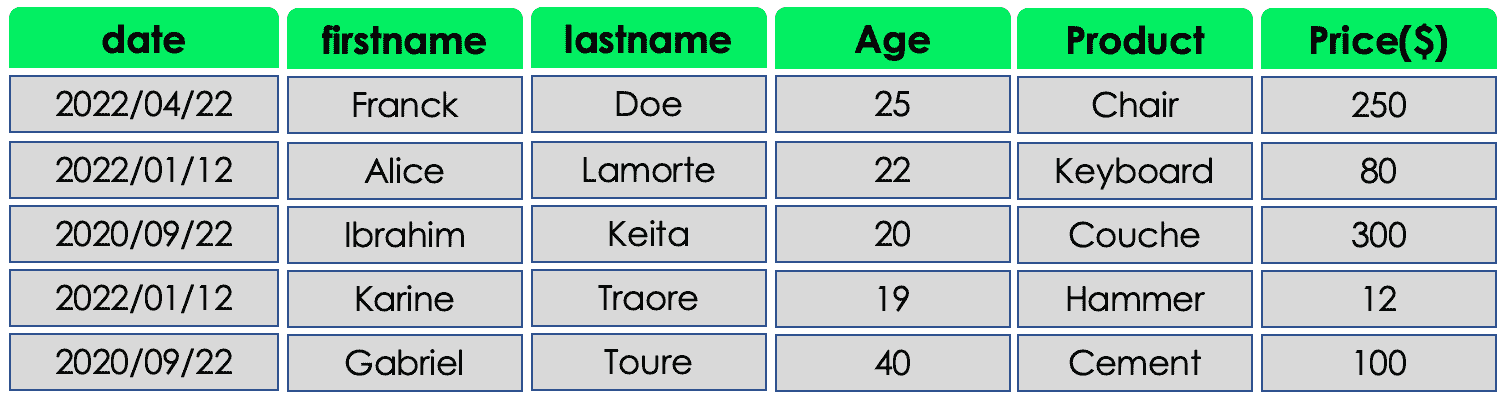 date firstname lastname Age Product Price($)
2022/04/22 Franck Doe 25 Chair 250
2022/01/12 Alice Lamorte 22 Keyboard 80
2020/09/22 Ibrahim Keita 20 Couche 300
2022/01/12 Karine Traore 19 Hammer 12
2020/09/22 Gabriel Toure 40 Cement 100